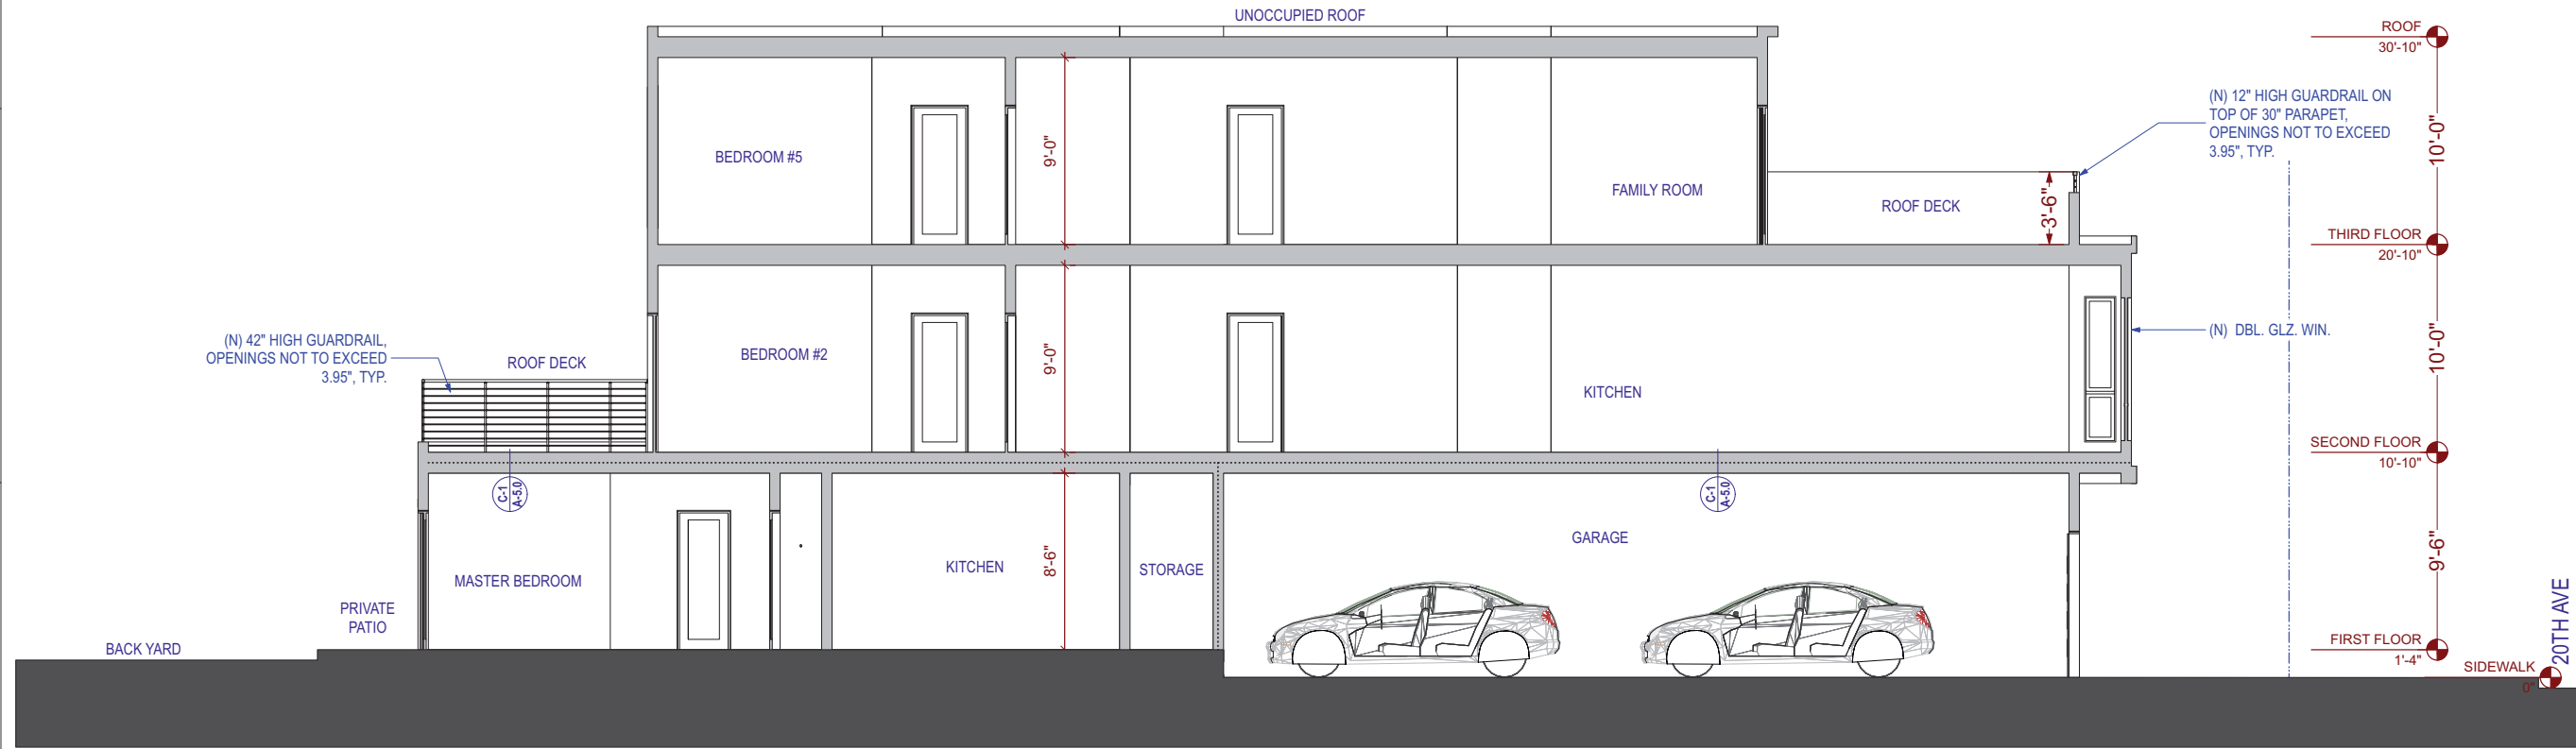 UNOCCUPIED ROOF
ROOF
30'-10"
(N) 12" HIGH GUARDRAIL ON
TOP OF 30" PARAPET,
OPENINGS NOT TO EXCEED
3.95", TYP.
10'-0"
BEDROOM #5
9'-0"
FAMILY ROOM
ROOF DECK
3'-6"
THIRD FLOOR
20'-10"
(N) 42" HIGH GUARDRAIL,
OPENINGS NOT TO EXCEED
3.95", TYP.
ROOF DECK
BEDROOM #2
9'-0"
KITCHEN
(N) DBL. GLZ. WIN.
10'-0"
SECOND FLOOR
10'-10"
C-1
A-5.0
C-1
A-5.0
MASTER BEDROOM
KITCHEN
8'-6"
STORAGE
GARAGE
9'-6"
PRIVATE
PATIO
BACK YARD
FIRST FLOOR
1'-4"
SIDEWALK
0"
20TH AVE